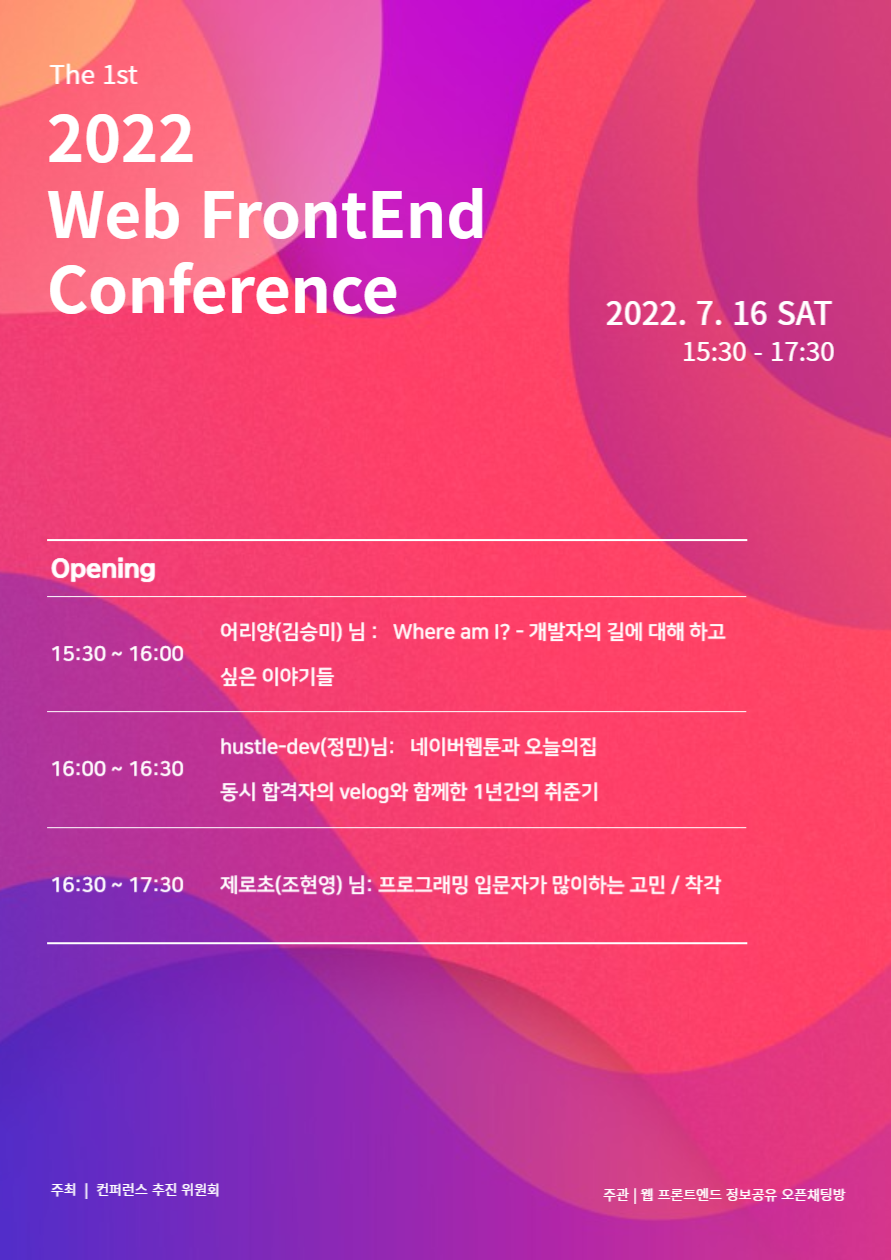 The 1st
2022
Web FrontEnd
Conference
2022. 7. 16 SAT
15:30 - 17:30
Opening
15:30 ~ 16:00
어리양(김승미) 님 : Where am I? - 개발자의 길에 대해 하고
싶은 이야기들
16:00 ~ 16:30
hustle-dev(정민)님: 네이버웹툰과 오늘의집
동시 합격자의 velog와 함께한 1년간의 취준기
16:30 ~ 17:30
제로초(조현영) 님: 프로그래밍 입문자가 많이하는 고민 / 착각
주최 | 컨퍼런스 추진 위원회
주관 | 웹 프론트엔드 정보공유 오픈채팅방